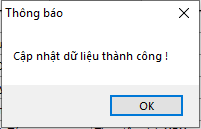 Thông báo
Cập nhật dữ liệu thành công !
OK